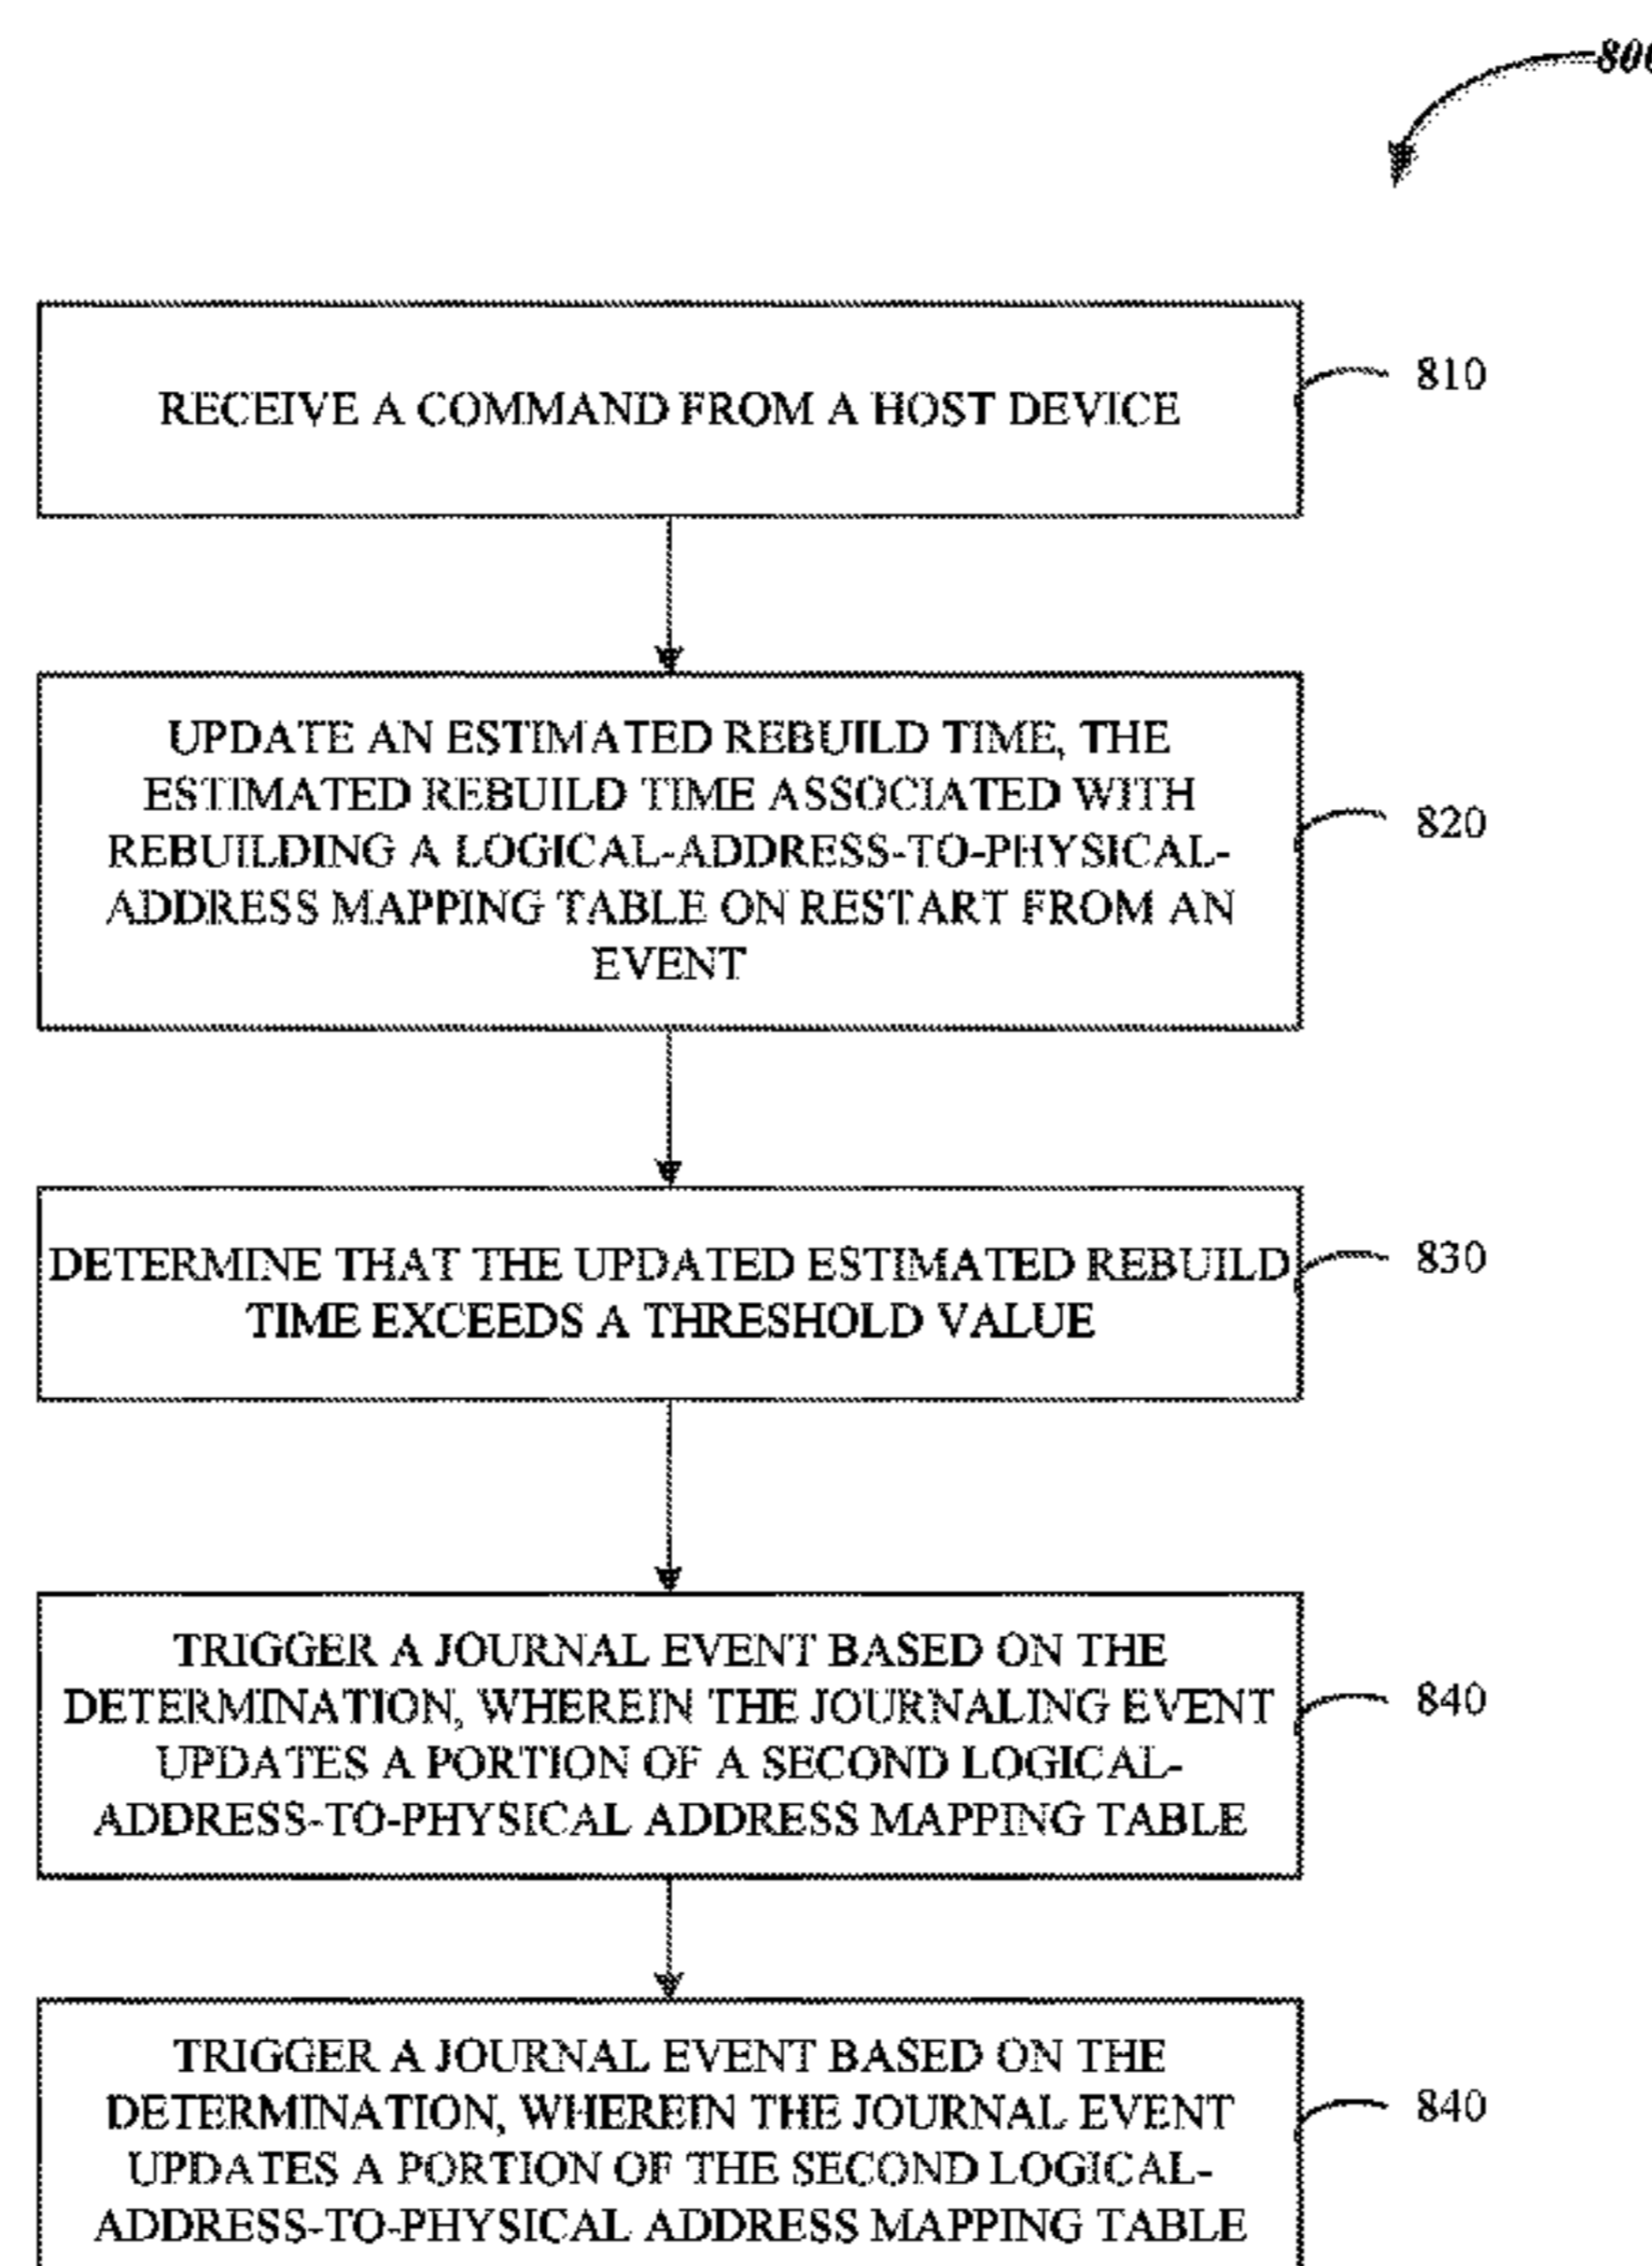 800
RECEIVE A COMMAND FROM A HOST DEVICE
810
UPDATE AN ESTIMATED REBUILD TIME, THE
ESTIMATED REBUILD TIME ASSOCIATED WITH
REBUILDING A LOGICAL-ADDRESS-TO-PHYSICAL-
ADDRESS MAPPING TABLE ON RESTART FROM AN
EVENT
820
DETERMINE THAT THE UPDATED ESTIMATED REBUILD
TIME EXCEEDS A THRESHOLD VALUE
830
TRIGGER A JOURNAL EVENT BASED ON THE
DETERMINATION, WHEREIN THE JOURNALING EVENT
UPDATES A PORTION OF A SECOND LOGICAL-
ADDRESS-TO-PHYSICAL ADDRESS MAPPING TABLE
840
TRIGGER A JOURNAL EVENT BASED ON THE
DETERMINATION, WHEREIN THE JOURNAL EVENT
UPDATES A PORTION OF THE SECOND LOGICAL-
ADDRESS-TO-PHYSICAL ADDRESS MAPPING TABLE
840